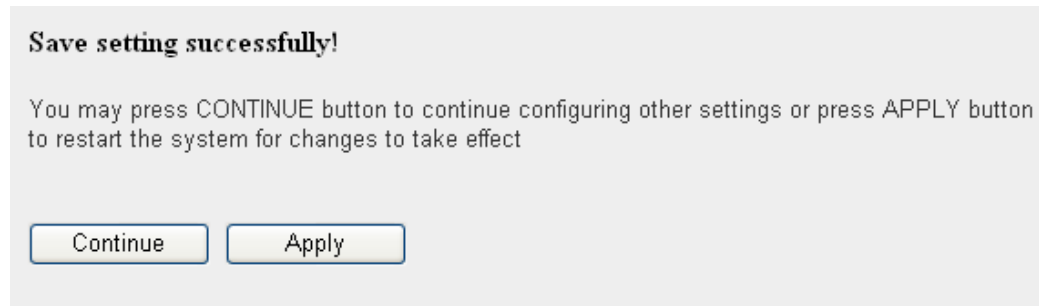 Save setting successfully!
You may press CONTINUE button to continue configuring other settings or press APPLY button
to restart the system for changes to take effect
Continue
Apply